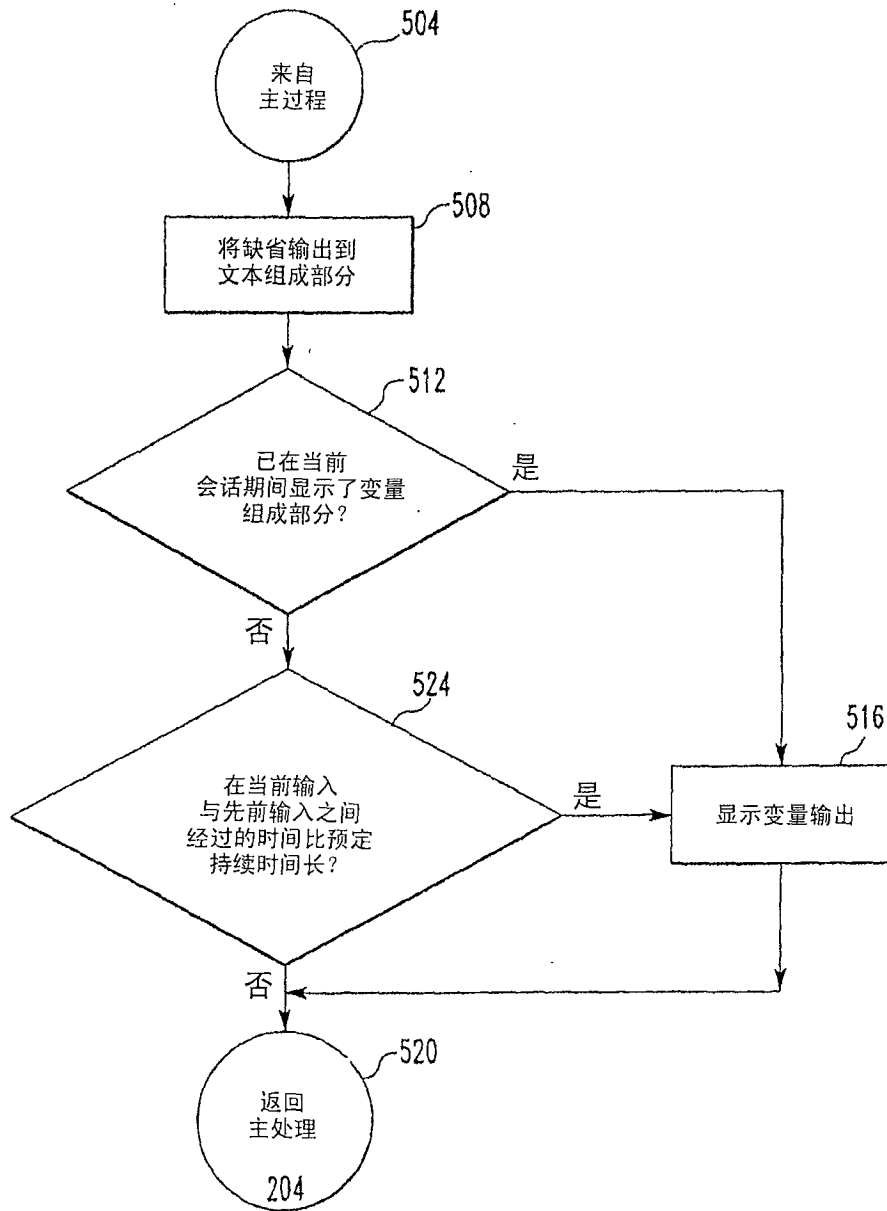 504
来自
主过程
508
将缺省输出到
文本组成部分
512
已在当前
会话期间显示了变量
组成部分?
是
否
524
在当前输入
与先前输入之间
经过的时间比预定
持续时间长?
是
516
显示变量输出
否
520
返回
主处理
204